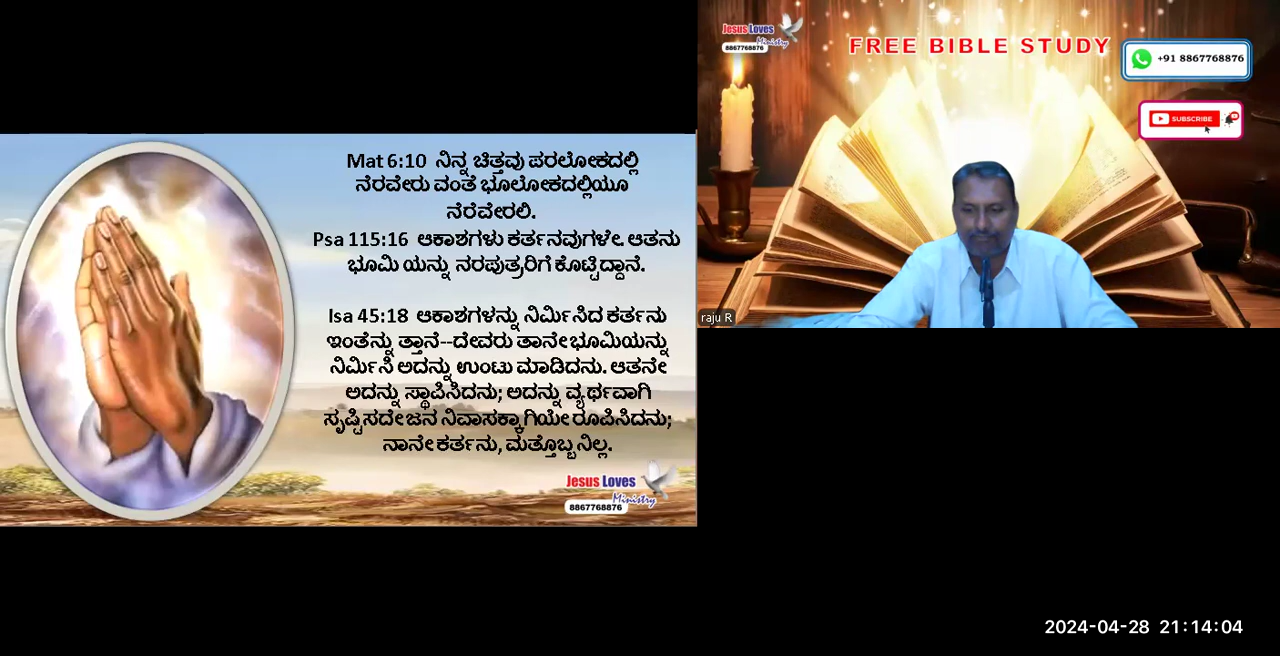 Mat 6:10 ನಿನ್ನ ಚಿತ್ತವು ಪರಲೋಕದಲ್ಲಿ
ನೆರವೇರು ವಂತೆ ಭೂಲೋಕದಲ್ಲಿಯೂ
ನೆರೆವೇರಲಿ.
Psa 115:16 ಆಕಾಶಗಳು ಕರ್ತನವುಗಳೇ. ಆತನು
ಭೂಮಿ ಯನ್ನು ನರಪುತ್ರರಿಗೆ ಕೊಟ್ಟಿದ್ದಾನೆ.
Isa 45:18 ಆಕಾಶಗಳನ್ನು ನಿರ್ಮಿಸಿದ ಕರ್ತನು
ಇಂತೆನ್ನು ತ್ತಾನೆ--ದೇವರು ತಾನೇ ಭೂಮಿಯನ್ನು
ನಿರ್ಮಿಸಿ ಅದನ್ನು ಉಂಟು ಮಾಡಿದನು. ಆತನೇ
ಅದನ್ನು ಸ್ಥಾಪಿಸಿದನು; ಅದನ್ನು ವ್ಯರ್ಥವಾಗಿ
ಸೃಷ್ಟಿಸದೇ ಜನ ನಿವಾಸಕ್ಕಾಗಿಯೇ ರೂಪಿಸಿದನು;
ನಾನೇ ಕರ್ತನು, ಮತ್ತೊಬ್ಬನಿಲ್ಲ.
Jesus Loves
Ministry
8867768876
Jesus Loves
Ministry
8867768876
FREE BIBLE STUDY
+91 8867768876
SUBSCRIBE
raju R
2024-04-28 21:14:04